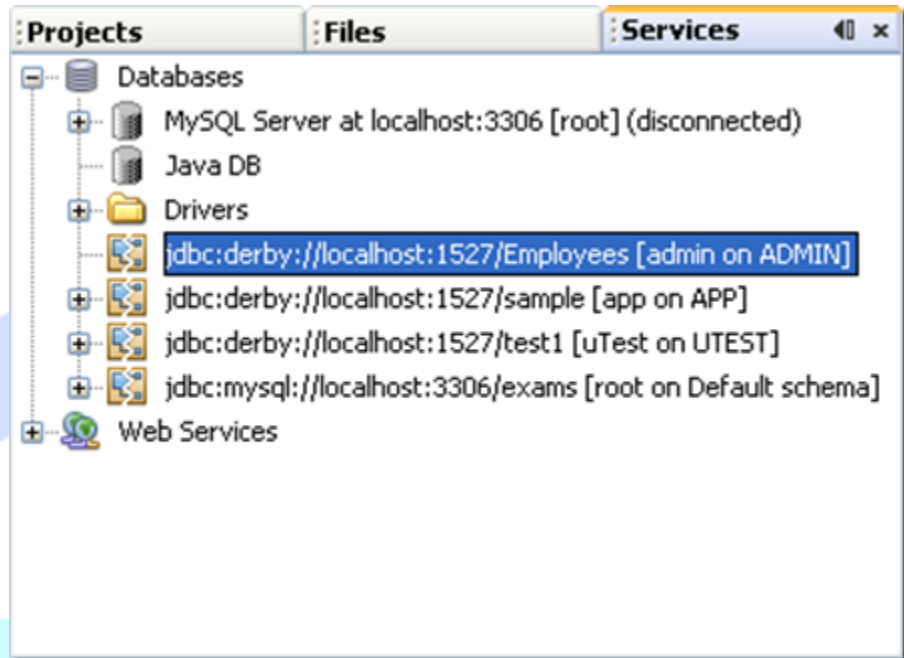 Projects Files Services
Databases
MySQL Server at localhost:3306 [root] (disconnected)
Java DB
Drivers
jdbc:derby://localhost:1527/Employees [admin on ADMIN]
jdbc:derby://localhost:1527/sample [app on APP]
jdbc:derby://localhost:1527/test1 [uTest on UTEST]
jdbc:mysql://localhost:3306/exams [root on Default schema]
Web Services